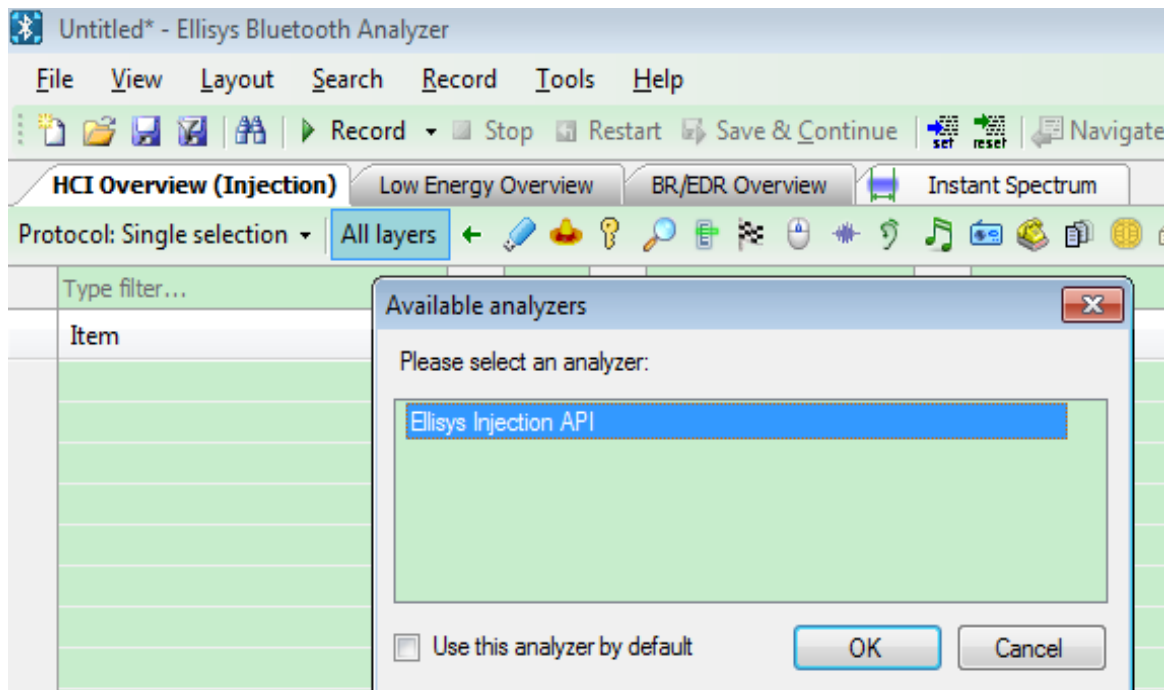 Untitled* - Ellisys Bluetooth Analyzer
File View Layout Search Record Tools Help
Record Stop Restart Save & Continue set reset Navigate
HCI Overview (Injection) Low Energy Overview BR/EDR Overview Instant Spectrum
Protocol: Single selection All layers
Type filter...
Item
Available analyzers
Please select an analyzer:
Ellisys Injection API
Use this analyzer by default OK Cancel